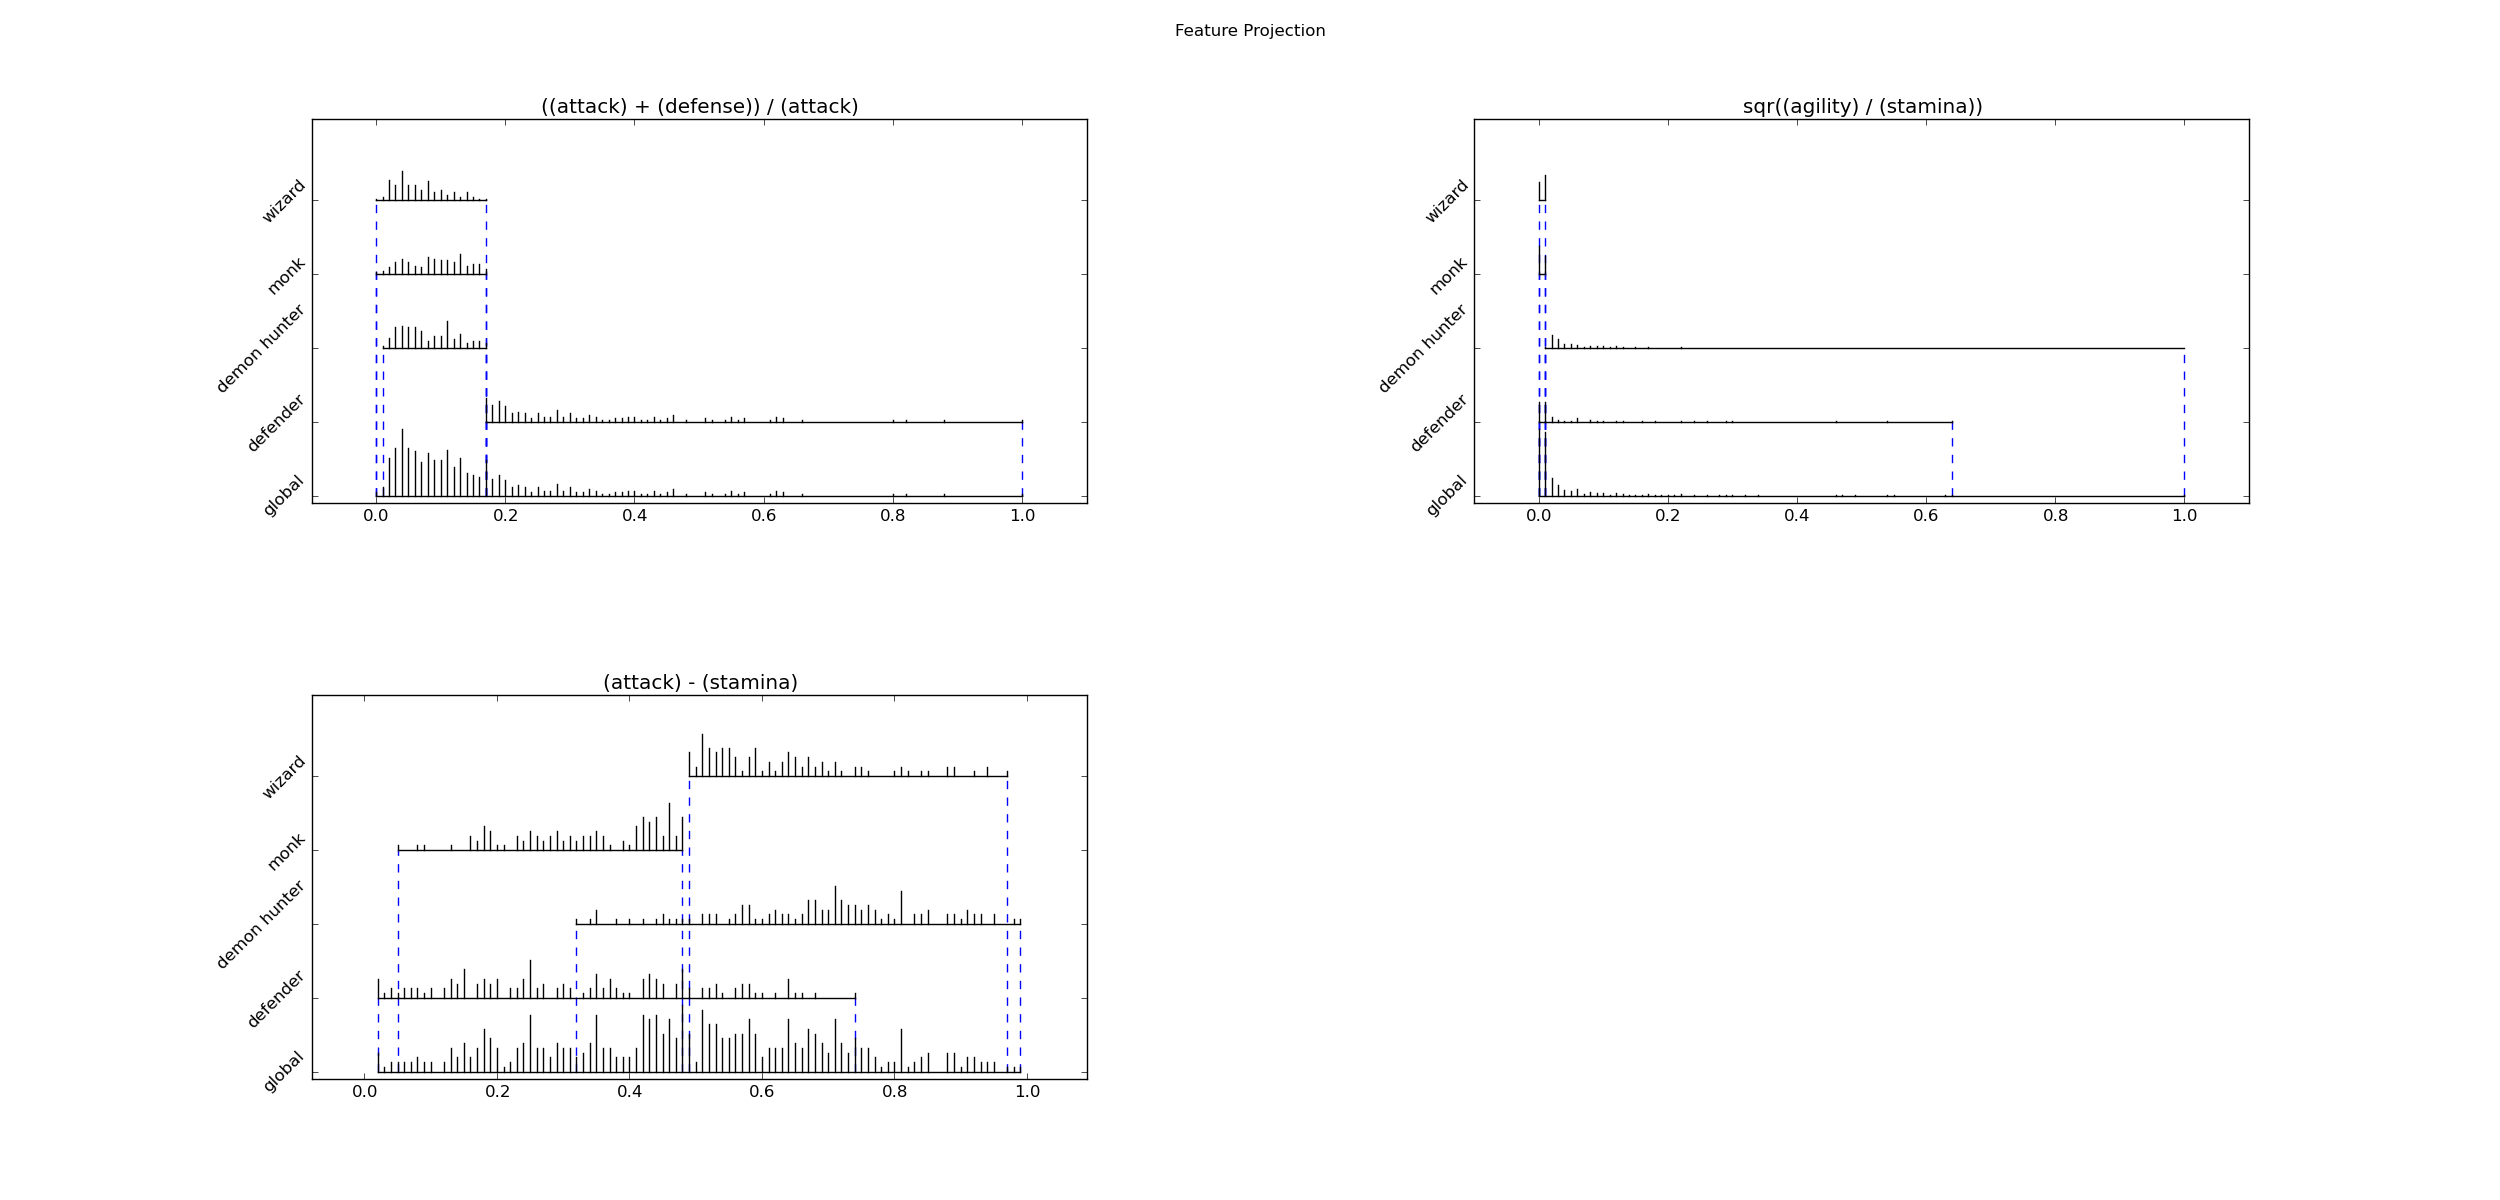 Feature Projection
((attack) + (defense)) / (attack)
wizard
monk
demon hunter
defender
global
0.0 0.2 0.4 0.6 0.8 1.0
sqr((agility) / (stamina))
wizard
monk
demon hunter
defender
global
0.0 0.2 0.4 0.6 0.8 1.0
(attack) - (stamina)
wizard
monk
demon hunter
defender
global
0.0 0.2 0.4 0.6 0.8 1.0